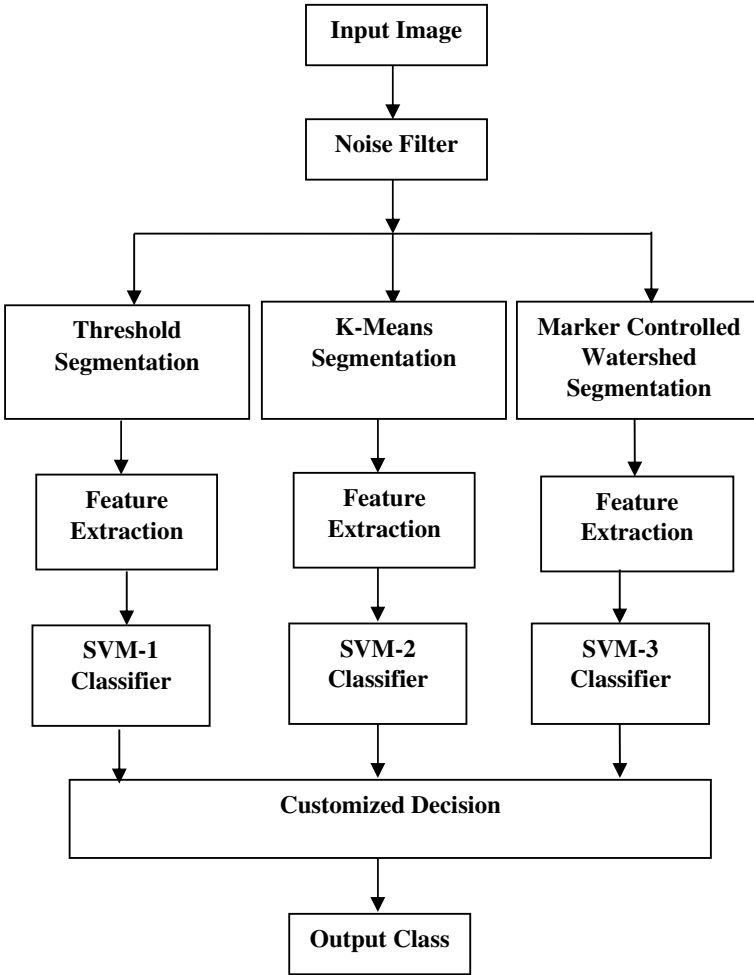 Input Image
Noise Filter
Threshold
Segmentation
K-Means
Segmentation
Marker Controlled
Watershed
Segmentation
Feature
Extraction
Feature
Extraction
Feature
Extraction
SVM-1
Classifier
SVM-2
Classifier
SVM-3
Classifier
Customized Decision
Output Class